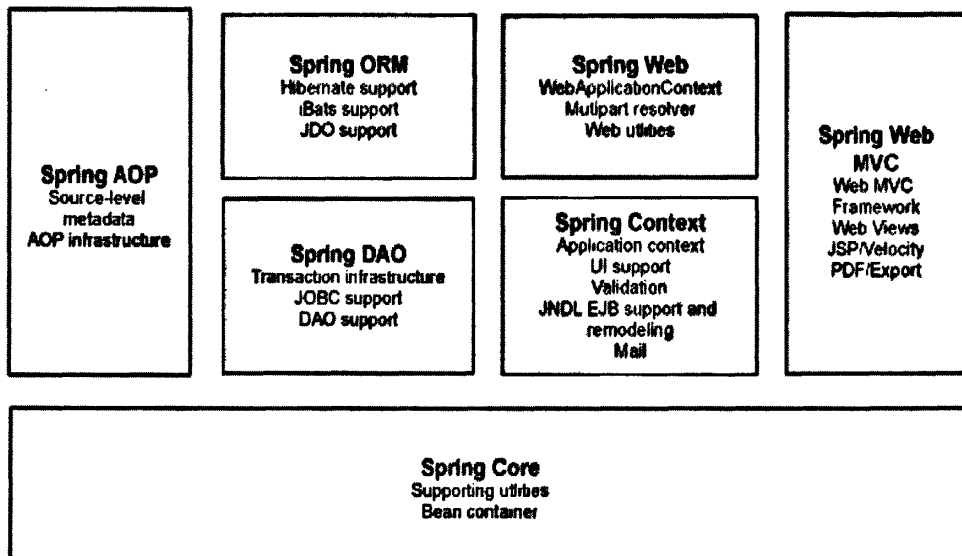 Spring AOP
Source-level
metadata
AOP infrastructure
Spring ORM
Hibernate support
iBats support
JDO support
Spring Web
WebApplicationContext
Mutipart resolver
Web utilities
Spring DAO
Transaction infrastructure
JOBC support
DAO support
Spring Context
Application context
UI support
Validation
JNDL EJB support and
remodeling
Mail
Spring Web
MVC
Web MVC
Framework
Web Views
JSP/Velocity
PDF/Export
Spring Core
Supporting utilities
Bean container